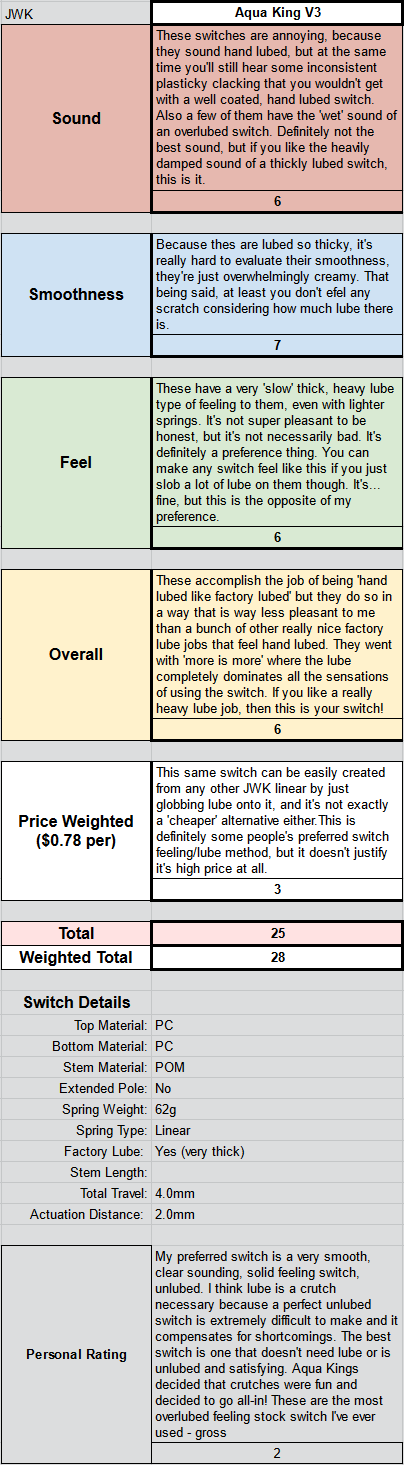 JWK
Aqua King V3
Sound
These switches are annoying, because
they sound hand lubed, but at the same
time you'll still hear some inconsistent
plasticky clacking that you wouldn't get
with a well coated, hand lubed switch.
Also a few of them have the 'wet' sound of
an overlubed switch. Definitely not the
best sound, but if you like the heavily
damped sound of a thickly lubed switch,
this is it.
6
Smoothness
Because thes are lubed so thicky, it's
really hard to evaluate their smoothness,
they're just overwhelmingly creamy. That
being said, at least you don't efel any
scratch considering how much lube there
is.
7
Feel
These have a very 'slow' thick, heavy lube
type of feeling to them, even with lighter
springs. It's not super pleasant to be
honest, but it's not necessarily bad. It's
definitely a preference thing. You can
make any switch feel like this if you just
slob a lot of lube on them though. It's...
fine, but this is the opposite of my
preference.
6
Overall
These accomplish the job of being 'hand
lubed like factory lubed' but they do so in
a way that is way less pleasant to me
than a bunch of other really nice factory
lube jobs that feel hand lubed. They went
with 'more is more' where the lube
completely dominates all the sensations
of using the switch. If you like a really
heavy lube job, then this is your switch!
6
Price Weighted
($0.78 per)
This same switch can be easily created
from any other JWK linear by just
globbing lube onto it, and it's not exactly
a 'cheaper' alternative either.This is
definitely some people's preferred switch
feeling/lube method, but it doesn't justify
it's high price at all.
3
Total 25
Weighted Total 28
Switch Details
Top Material: PC
Bottom Material: PC
Stem Material: POM
Extended Pole: No
Spring Weight: 62g
Spring Type: Linear
Factory Lube: Yes (very thick)
Stem Length:
Total Travel: 4.0mm
Actuation Distance: 2.0mm
Personal Rating
My preferred switch is a very smooth,
clear sounding, solid feeling switch,
unlubed. I think lube is a crutch
necessary because a perfect unlubed
switch is extremely difficult to make and it
compensates for shortcomings. The best
switch is one that doesn't need lube or is
unlubed and satisfying. Aqua Kings
decided that crutches were fun and
decided to go all-in! These are the most
overlubed feeling stock switch I've ever
used - gross
2